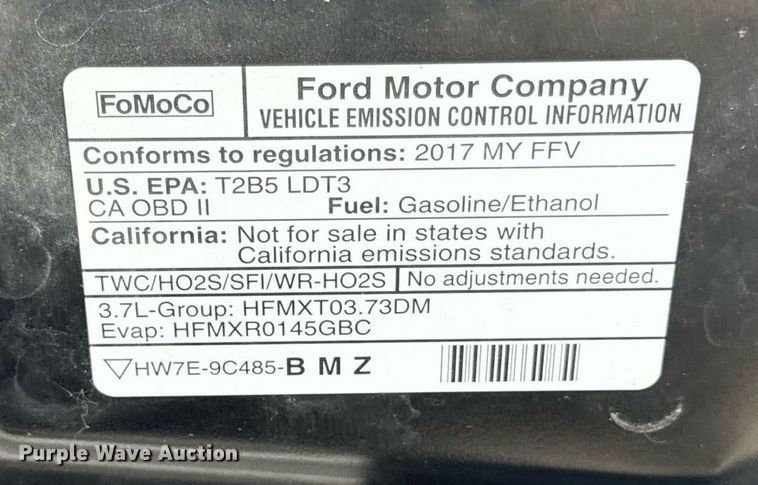 FoMoCo
Ford Motor Company
VEHICLE EMISSION CONTROL INFORMATION
Conforms to regulations: 2017 MY FFV
U.S. EPA: T2B5 LDT3
CA OBD II Fuel: Gasoline/Ethanol
California: Not for sale in states with
California emissions standards.
TWC/HO2S/SFI/WR-HO2S No adjustments needed.
3.7L-Group: HFMXT03.73DM
Evap: HFMXR0145GBC
HW7E-9C485-B M Z
Purple Wave Auction